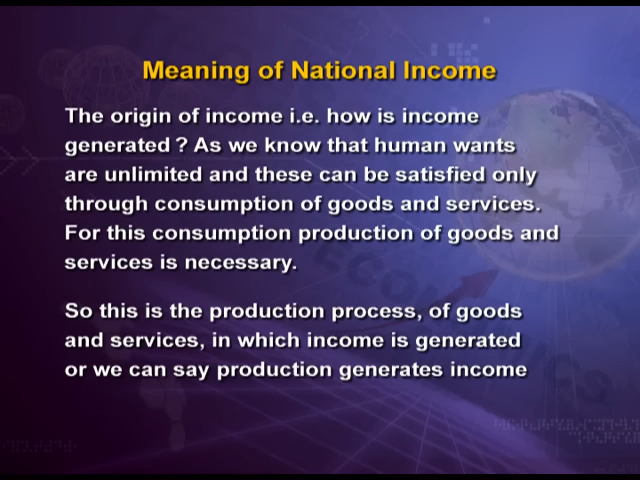 Meaning of National Income
The origin of income i.e. how is income
generated ? As we know that human wants
are unlimited and these can be satisfied only
through consumption of goods and services.
For this consumption production of goods and
services is necessary.
So this is the production process, of goods
and services, in which income is generated
or we can say production generates income
ECONOMICS